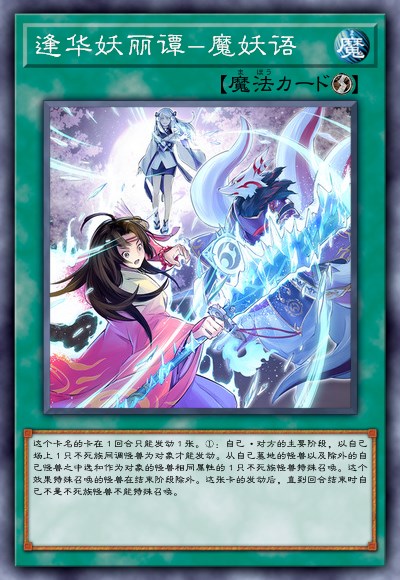 逢华妖丽谭-魔妖语
魔
【魔法カード】
ま ほう
这个卡名的卡在1回合只能发动1张。①:自己·对方的主要阶段,以自己
场上1只不死族同调怪兽为对象才能发动。从自己墓地的怪兽以及除外的自
己怪兽之中选和作为对象的怪兽相同属性的1只不死族怪兽特殊召唤。这个
效果特殊召唤的怪兽在结束阶段除外。这张卡的发动后,直到回合结束时自
己不是不死族怪兽不能特殊召唤。